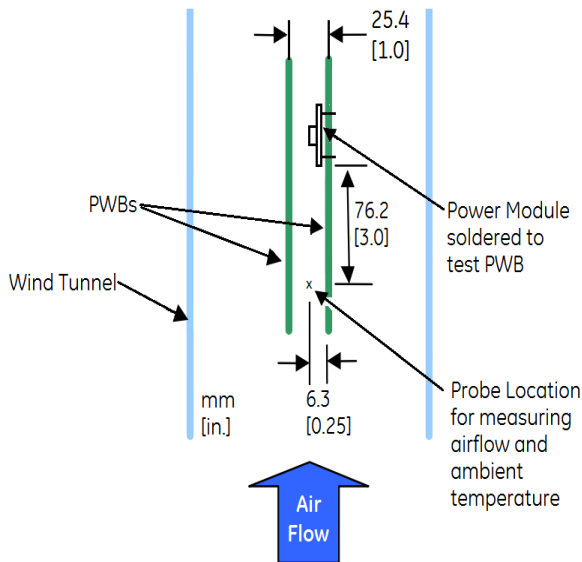 25.4
[1.0]
PWBs
76.2
[3.0]
Power Module
soldered to
test PWB
Wind Tunnel
x
mm
[in.]
6.3
[0.25]
Probe Location
for measuring
airflow and
ambient
temperature
Air
Flow